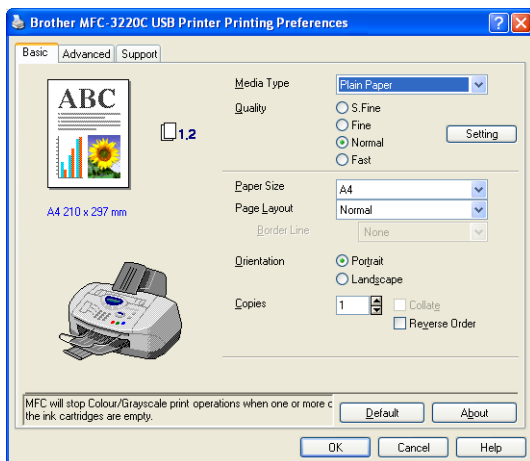 Brother MFC-3220C USB Printer Printing Preferences
Basic Advanced Support
ABC
1,2
A4 210 x 297 mm
Media Type Plain Paper
Quality S.Fine
Fine
Normal Setting
Fast
Paper Size A4
Page Layout Normal
Border Line None
Orientation Portrait
Landscape
Copies 1 Collate
Reverse Order
MFC will stop Colour/Grayscale print operations when one or more
the ink cartridges are empty.
Default About
OK Cancel Help